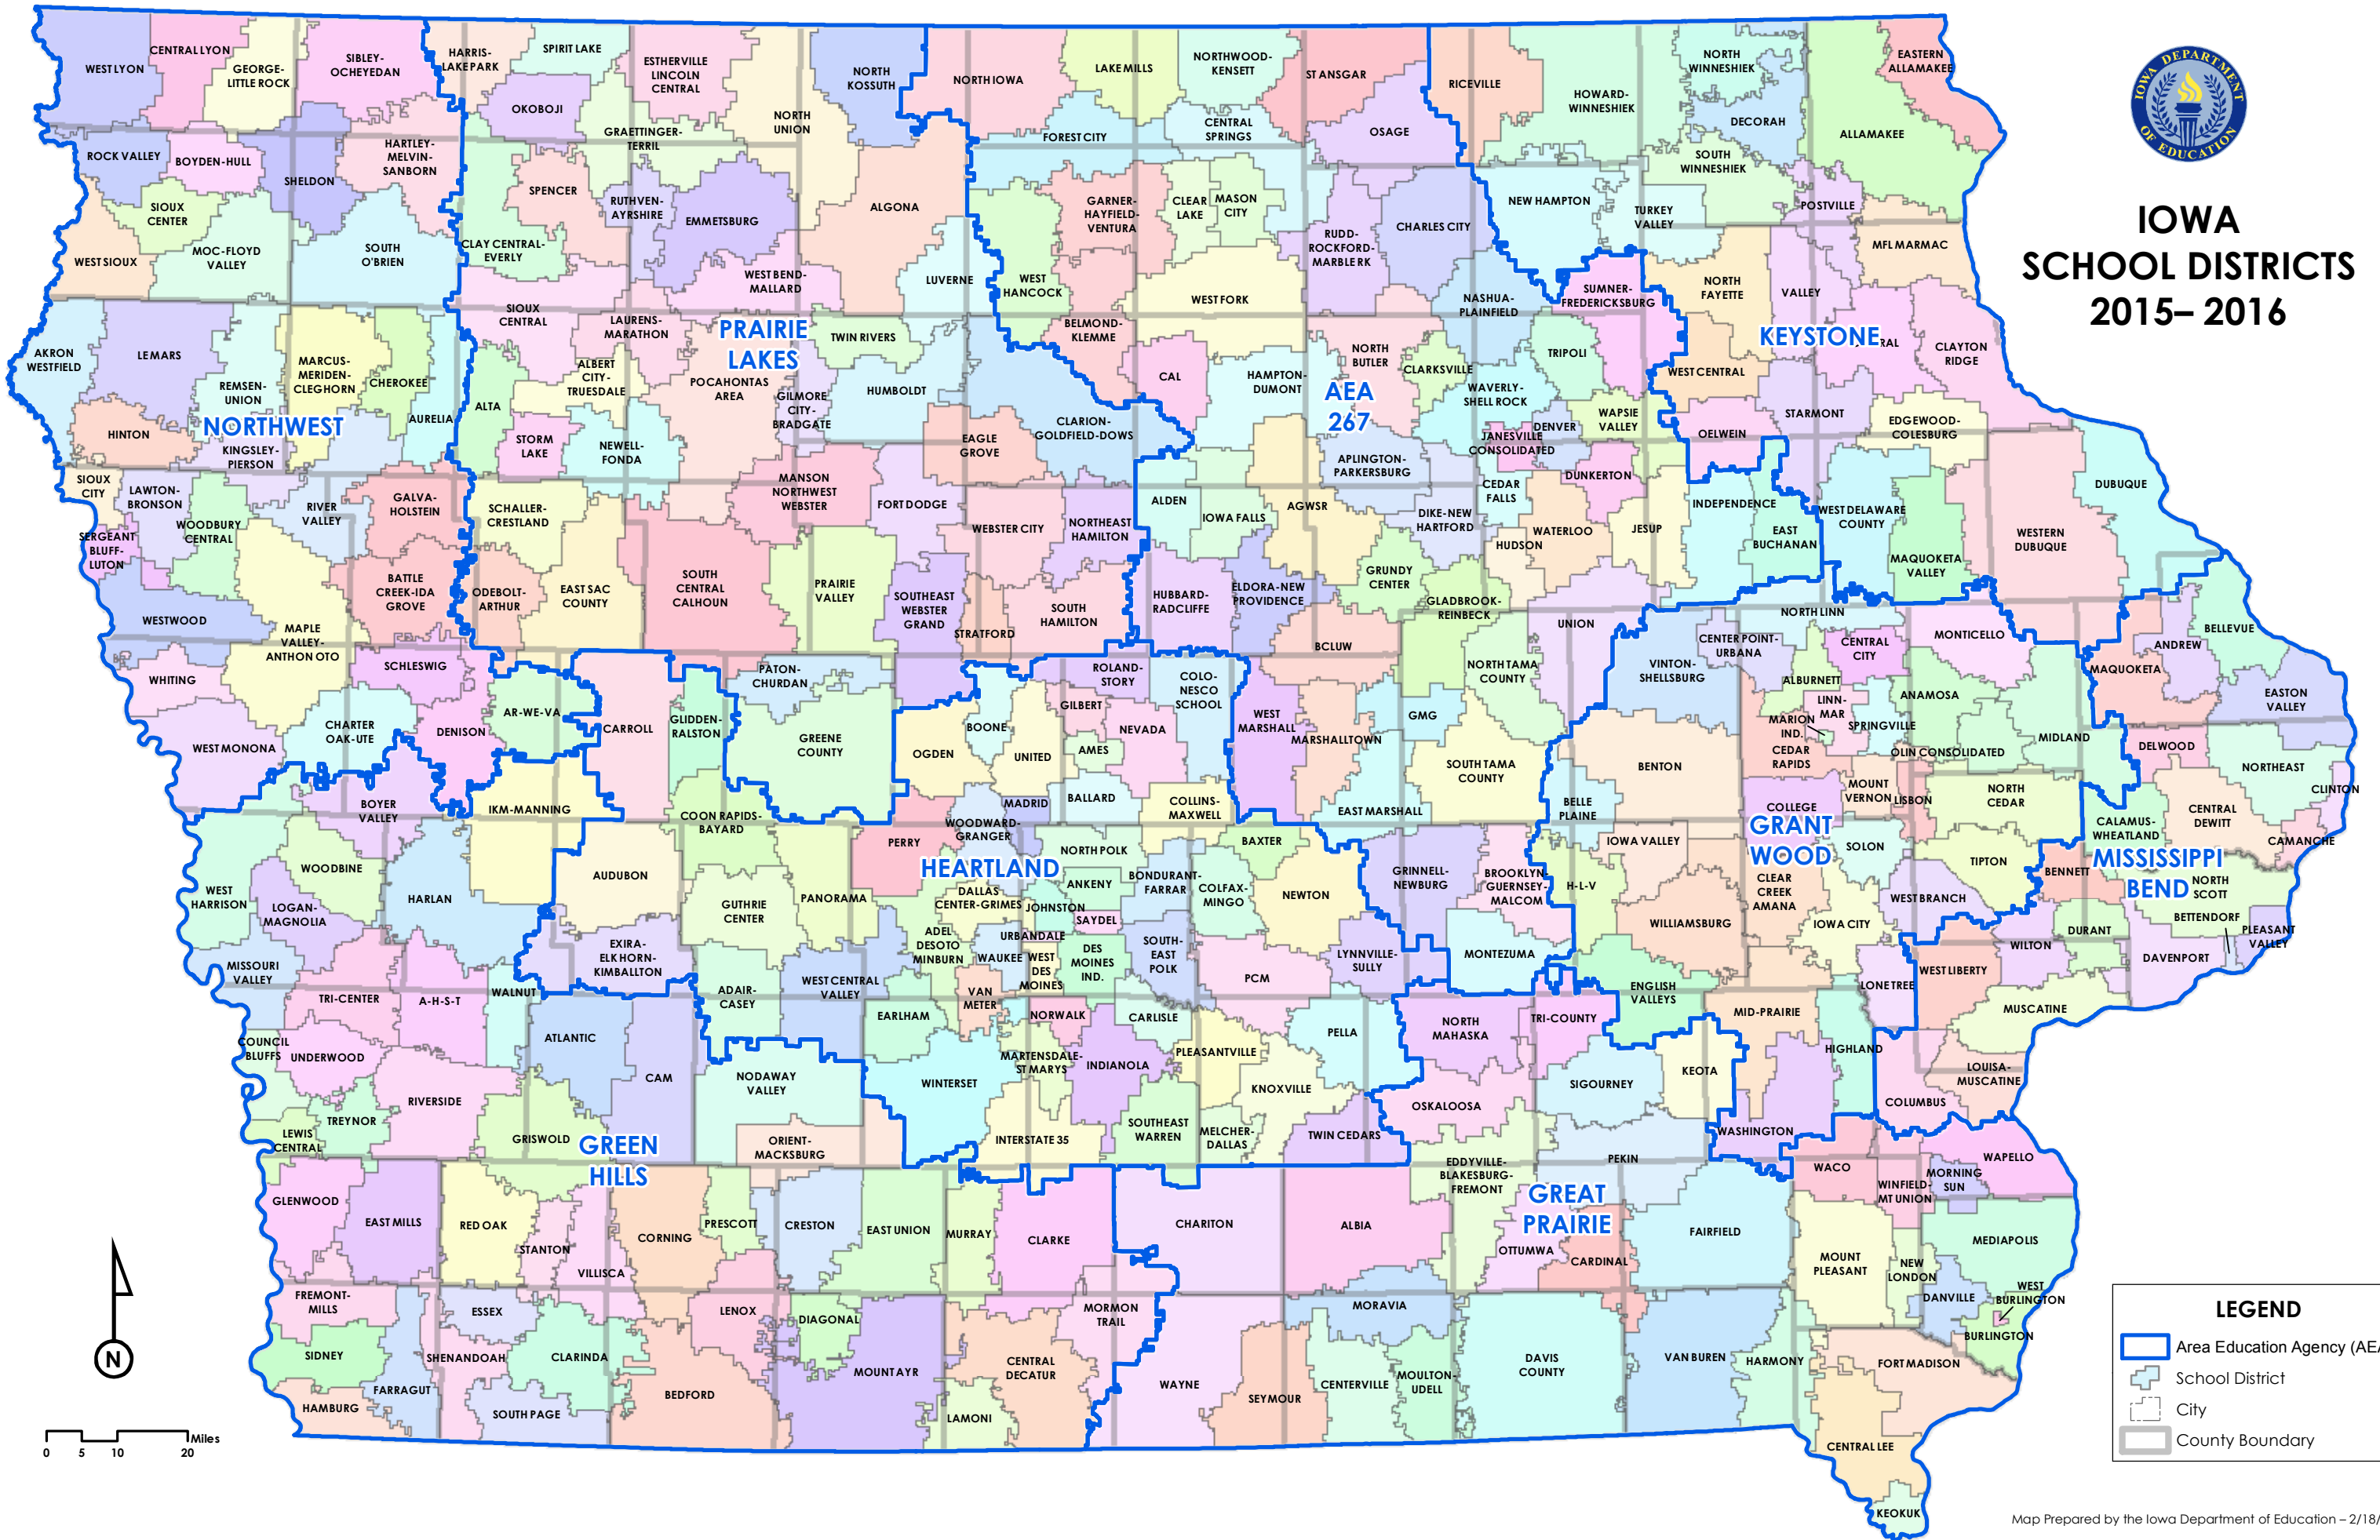 IOWA DEPARTMENT
OF EDUCATION
IOWA
SCHOOL DISTRICTS
2015– 2016
NORTHWEST
PRAIRIE
LAKES
AEA
267
KEYSTONE
HEARTLAND
GRANT
WOOD
MISSISSIPPI
BEND
GREEN
HILLS
GREAT
PRAIRIE
WEST LYON
CENTRAL LYON
GEORGE-
LITTLE ROCK
SIBLEY-
OCHEYEDAN
HARRIS-
LAKE PARK
SPIRIT LAKE
OKOBOJI
ESTHERVILLE
LINCOLN
CENTRAL
GRAETTINGER-
TERRIL
NORTH
UNION
NORTH
KOSSUTH
NORTH IOWA
LAKE MILLS
NORTHWOOD-
KENSETT
ST ANSGAR
RICEVILLE
HOWARD-
WINNESHIEK
NORTH
WINNESHIEK
DECORAH
ALLAMAKEE
EASTERN
ALLAMAKEE
ROCK VALLEY
BOYDEN-HULL
SHELDON
HARTLEY-
MELVIN-
SANBORN
SPENCER
RUTHVEN-
AYRSHIRE
EMMETSBURG
ALGONA
FOREST CITY
CENTRAL
SPRINGS
OSAGE
SIOUX
CENTER
MOC-FLOYD
VALLEY
WEST SIOUX
SOUTH
O'BRIEN
CLAY CENTRAL-
EVERLY
WEST BEND-
MALLARD
LUVERNE
WEST
HANCOCK
GARNER-
HAYFIELD-
VENTURA
CLEAR
LAKE
MASON
CITY
RUDD-
ROCKFORD-
MARBLE RK
CHARLES CITY
NEW HAMPTON
TURKEY
VALLEY
SOUTH
WINNESHIEK
POSTVILLE
MFL MARMAC
AKRON
WESTFIELD
LEMARS
REMSEN-
UNION
MARCUS-
MERIDEN-
CLEGHORN
CHEROKEE
AURELIA
ALTA
SIOUX
CENTRAL
LAURENS-
MARATHON
ALBERT
CITY-
TRUESDALE
POCAHONTAS
AREA
TWIN RIVERS
HUMBOLDT
GILMORE
CITY-
BRADGATE
BELMOND-
KLEMME
WEST FORK
CAL
HAMPTON-
DUMONT
NORTH
BUTLER
CLARKSVILLE
NASHUA-
PLAINFIELD
SUMNER-
FREDERICKSBURG
TRIPOLI
WAVERLY-
SHELL ROCK
NORTH
FAYETTE
VALLEY
RAL
CLAYTON
RIDGE
WEST CENTRAL
STARMONT
EDGEWOOD-
COLESBURG
OELWEIN
WAPSIE
VALLEY
DENVER
JANESVILLE
CONSOLIDATED
HINTON
KINGSLEY-
PIERSON
STORM
LAKE
NEWELL-
FONDA
EAGLE
GROVE
CLARION-
GOLDFIELD-DOWS
APLINGTON-
PARKERSBURG
DUNKERTON
SIOUX
CITY
LAWTON-
BRONSON
WOODBURY
CENTRAL
SERGEANT
BLUFF-
LUTON
RIVER
VALLEY
GALVA-
HOLSTEIN
SCHALLER-
CRESTLAND
MANSON
NORTHWEST
WEBSTER
FORT DODGE
WEBSTER CITY
NORTHEAST
HAMILTON
ALDEN
IOWA FALLS
AGWSR
DIKE-NEW
HARTFORD
CEDAR
FALLS
HUDSON
WATERLOO
JESUP
INDEPENDENCE
EAST
BUCHANAN
WEST DELAWARE
COUNTY
MAQUOKETA
VALLEY
WESTERN
DUBUQUE
DUBUQUE
WESTWOOD
MAPLE
VALLEY-
ANTHON OTO
BATTLE
CREEK-IDA
GROVE
ODEBOLT-
ARTHUR
EAST SAC
COUNTY
SOUTH
CENTRAL
CALHOUN
PRAIRIE
VALLEY
SOUTHEAST
WEBSTER
GRAND
STRATFORD
SOUTH
HAMILTON
HUBBARD-
RADCLIFFE
ELDORA-NEW
PROVIDENCE
GRUNDY
CENTER
GLADBROOK-
REINBECK
BCLUW
UNION
NORTH LINN
CENTER POINT-
URBANA
CENTRAL
CITY
MONTICELLO
ANDREW
BELLEVUE
MAQUOKETA
EASTON
VALLEY
WHITING
SCHLESWIG
CHARTER
OAK-UTE
WEST MONONA
DENISON
AR-WE-VA
CARROLL
GLIDDEN-
RALSTON
PATON-
CHURDAN
GREENE
COUNTY
OGDEN
BOONE
UNITED
GILBERT
AMES
NEVADA
ROLAND-
STORY
COLO-
NESCO
SCHOOL
WEST
MARSHALL
MARSHALLTOWN
GMG
NORTH TAMA
COUNTY
SOUTH TAMA
COUNTY
EAST MARSHALL
VINTON-
SHELLSBURG
BENTON
BELLE
PLAINE
ALBURNETT
LINN-
MAR
MARION
IND.
SPRINGVILLE
CEDAR
RAPIDS
ANAMOSA
OLIN CONSOLIDATED
MIDLAND
DELWOOD
NORTHEAST
CLINTON
BOYER
VALLEY
IKM-MANNING
COON RAPIDS-
BAYARD
PERRY
WOODWARD-
GRANGER
MADRID
BALLARD
COLLINS-
MAXWELL
BAXTER
COLLEGE
MOUNT
VERNON
LISBON
NORTH
CEDAR
CALAMUS-
WHEATLAND
CENTRAL
DEWITT
CAMANCHE
WOODBINE
WEST
HARRISON
LOGAN-
MAGNOLIA
HARLAN
AUDUBON
GUTHRIE
CENTER
PANORAMA
DALLAS
CENTER-GRIMES
NORTH POLK
ANKENY
JOHNSTON
SAYDEL
BONDURANT-
FARRAR
COLFAX-
MINGO
NEWTON
GRINNELL-
NEWBURG
BROOKLYN-
GUERNSEY-
MALCOM
H-L-V
IOWA VALLEY
WILLIAMSBURG
CLEAR
CREEK
AMANA
SOLON
IOWA CITY
WEST BRANCH
TIPTON
BENNETT
NORTH
SCOTT
BETTENDORF
PLEASANT
VALLEY
DURANT
WILTON
DAVENPORT
MISSOURI
VALLEY
TRI-CENTER
A-H-S-T
WALNUT
EXIRA-
ELK HORN-
KIMBALLTON
ADAIR-
CASEY
WEST CENTRAL
VALLEY
ADEL
DESOTO
MINBURN
WAUKEE
URBANDALE
WEST
DES
MOINES
DES
MOINES
IND.
SOUTH-
EAST
POLK
PCM
LYNNVILLE-
SULLY
MONTEZUMA
ENGLISH
VALLEYS
MID-PRAIRIE
LONE TREE
WEST LIBERTY
MUSCATINE
COUNCIL
BLUFFS
UNDERWOOD
ATLANTIC
CAM
EARLHAM
VAN
METER
NORWALK
CARLISLE
WINTERSET
MARTENSDALE-
ST MARYS
INDIANOLA
PLEASANTVILLE
KNOXVILLE
PELLA
NORTH
MAHASKA
TRI-COUNTY
SIGOURNEY
KEOTA
HIGHLAND
LOUISA-
MUSCATINE
COLUMBUS
TREYNOR
RIVERSIDE
LEWIS
CENTRAL
GRISWOLD
NODAWAY
VALLEY
ORIENT-
MACKSBURG
INTERSTATE 35
SOUTHEAST
WARREN
MELCHER-
DALLAS
TWIN CEDARS
OSKALOOSA
EDDYVILLE-
BLAKESBURG-
FREMONT
PEKIN
WASHINGTON
WACO
WINFIELD-
MT UNION
MORNING
SUN
WAPELLO
GLENWOOD
EAST MILLS
RED OAK
STANTON
VILLISCA
CORNING
PRESCOTT
CRESTON
EAST UNION
MURRAY
CLARKE
CHARITON
ALBIA
OTTUMWA
CARDINAL
FAIRFIELD
MOUNT
PLEASANT
NEW
LONDON
MEDIAPOLIS
DANVILLE
WEST
BURLINGTON
BURLINGTON
FREMONT-
MILLS
SIDNEY
HAMBURG
FARRAGUT
ESSEX
SHENANDOAH
CLARINDA
SOUTH PAGE
LENOX
BEDFORD
DIAGONAL
MOUNT AYR
LAMONI
CENTRAL
DECATUR
MORMON
TRAIL
WAYNE
SEYMOUR
MORAVIA
CENTERVILLE
MOULTON-
UDELL
DAVIS
COUNTY
VAN BUREN
HARMONY
FORT MADISON
CENTRAL LEE
KEOKUK
N
Miles
0 5 10 20
LEGEND
Area Education Agency (AEA
School District
City
County Boundary
Map Prepared by the Iowa Department of Education – 2/18/